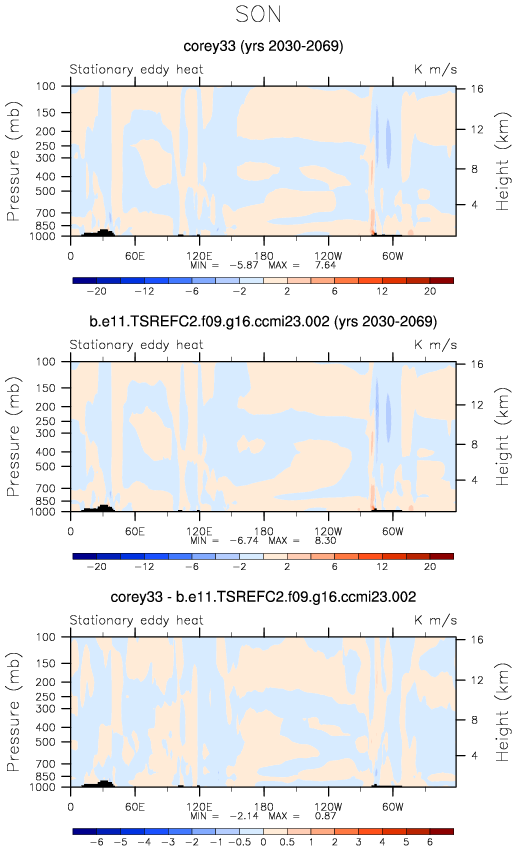 SON
corey33 (yrs 2030-2069)
Stationary eddy heat K m/s
100 16
150
200 12
250
300
400 8
500
700 4
850
1000
Pressure (mb) Height (km)
0 60E 120E 180 120W 60W
MIN = -5.87 MAX = 7.64
-20 -12 -6 -2 2 6 12 20
b.e11.TSREFC2.f09.g16.ccmi23.002 (yrs 2030-2069)
Stationary eddy heat K m/s
100 16
150
200 12
250
300
400 8
500
700 4
850
1000
Pressure (mb) Height (km)
0 60E 120E 180 120W 60W
MIN = -6.74 MAX = 8.30
-20 -12 -6 -2 2 6 12 20
corey33 - b.e11.TSREFC2.f09.g16.ccmi23.002
Stationary eddy heat K m/s
100 16
150
200 12
250
300
400 8
500
700 4
850
1000
Pressure (mb) Height (km)
0 60E 120E 180 120W 60W
MIN = -2.14 MAX = 0.87
-6 -5 -4 -3 -2 -1 -0.5 0 0.5 1 2 3 4 5 6